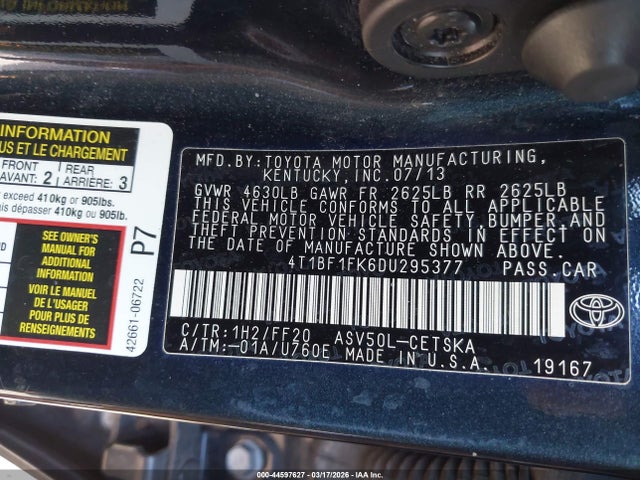 INFORMATION
US ET LE CHARGEMENT
FRONT
AVANT: 2
REAR
ARRIÈRE: 3
exceed 410kg or 905lbs.
is dépasser 410kg ou 905lb.
SEE OWNER'S
MANUAL FOR
ADDITIONAL
INFORMATION
VOIR LE MANUEL
DE L'USAGER
POUR PLUS DE
RENSEIGNEMENTS
P7
42661-06722
MFD.BY:TOYOTA MOTOR MANUFACTURING,
KENTUCKY,INC.07/13
GVWR 4630LB GAWR FR 2625LB RR 2625LB
THIS VEHICLE CONFORMS TO ALL APPLICABLE
FEDERAL MOTOR VEHICLE SAFETY, BUMPER AND
THEFT PREVENTION STANDARDS IN EFFECT ON
THE DATE OF MANUFACTURE SHOWN ABOVE.
4T1BF1FK6DU295377 PASS.CAR
C/TR:1H2/FF20 ASV50L-CETSKA
A/TM:-01A/U760E MADE IN U.S.A.
19167
TOYOTA
000-44597627 - 03/17/2026 - IAA Inc.